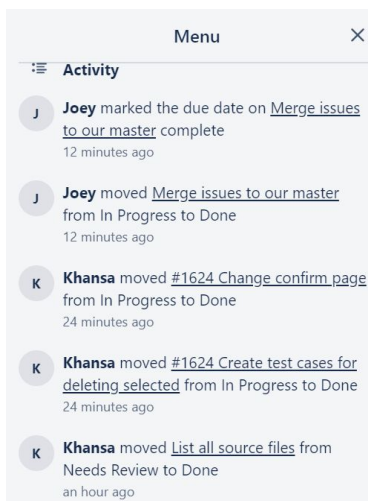 Menu
Activity
J
Joey marked the due date on Merge issues
to our master complete
12 minutes ago
J
Joey moved Merge issues to our master
from In Progress to Done
12 minutes ago
K
Khansa moved #1624 Change confirm page
from In Progress to Done
24 minutes ago
K
Khansa moved #1624 Create test cases for
deleting selected from In Progress to Done
24 minutes ago
K
Khansa moved List all source files from
Needs Review to Done
an hour ago